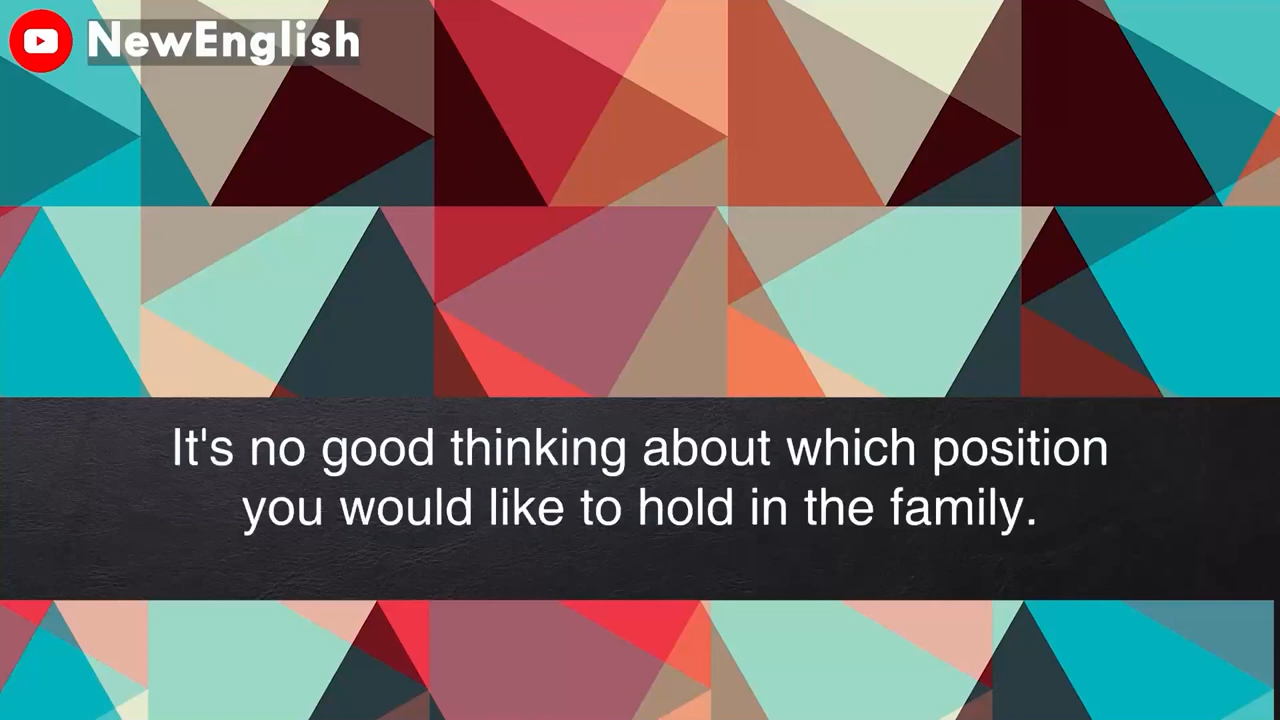 NewEnglish
It's no good thinking about which position
you would like to hold in the family.